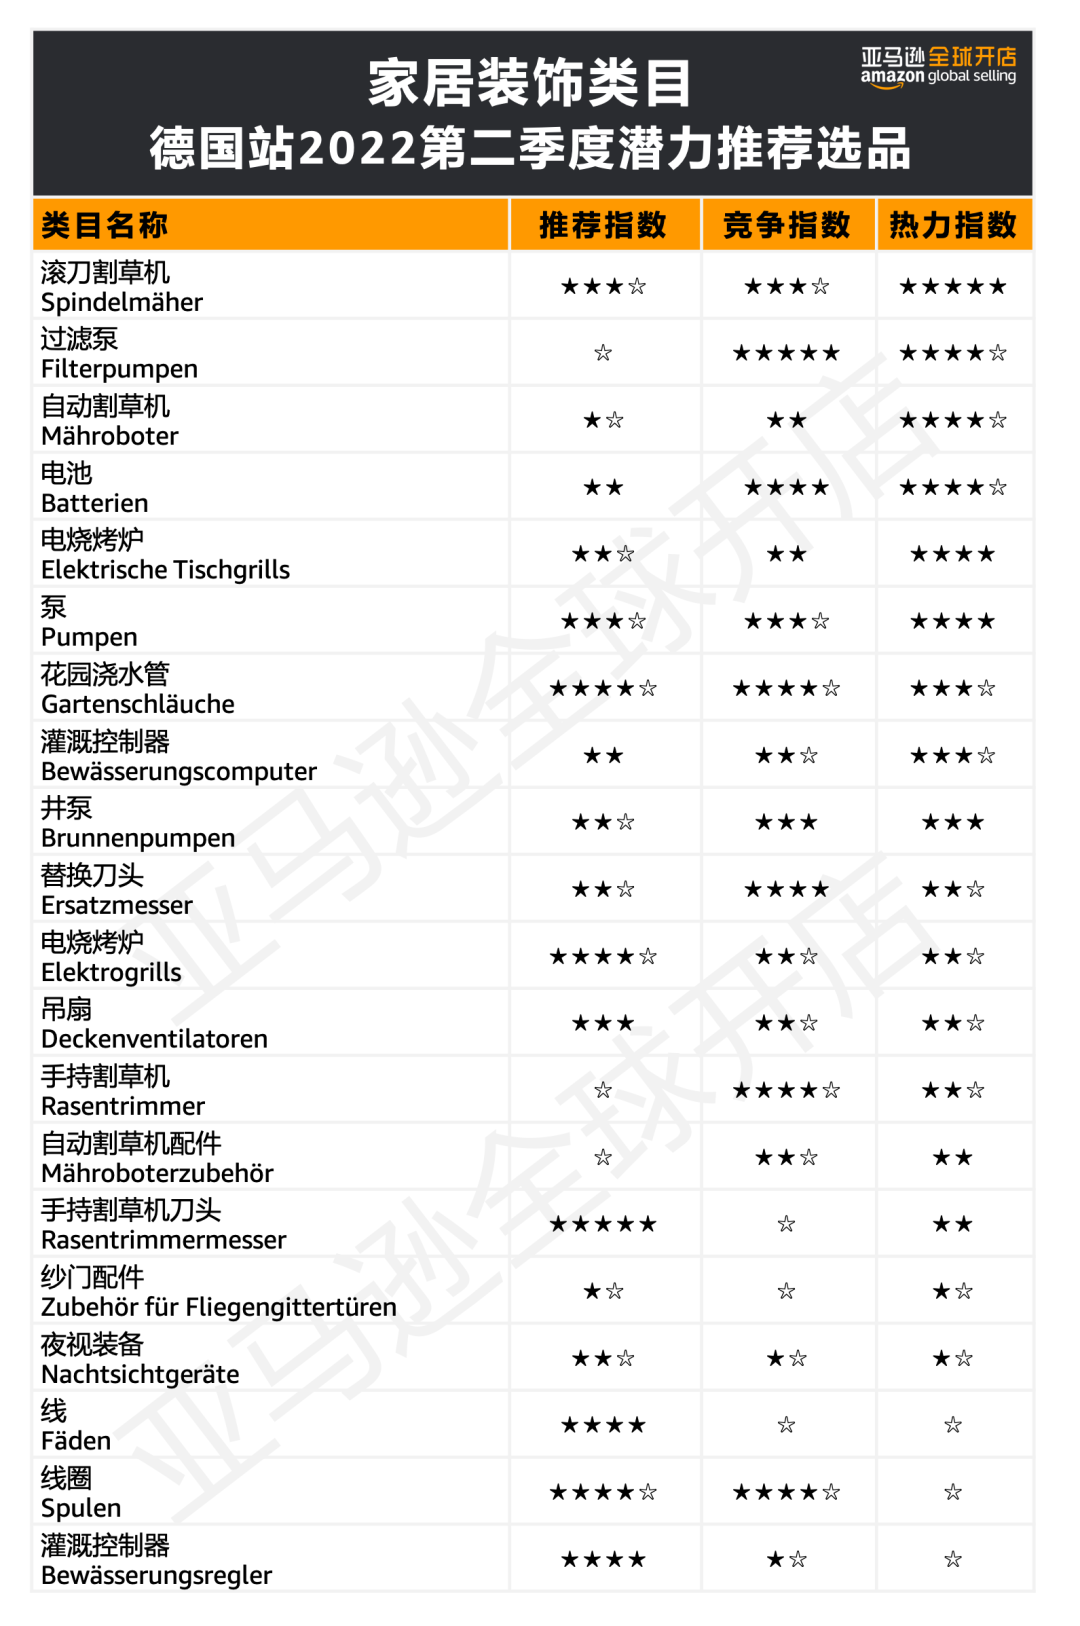 亚马逊全球开店
amazon global selling
家居装饰类目
德国站2022第二季度潜力推荐选品
类目名称 推荐指数 竞争指数 热力指数
滚刀割草机
Spindelmäher ★★★☆ ★★★☆ ★★★★★
过滤泵
Filterpumpen ☆ ★★★★★ ★★★★☆
自动割草机
Mähroboter ★☆ ★★ ★★★★☆
电池
Batterien ★★ ★★★★ ★★★★☆
电烧烤炉
Elektrische Tischgrills ★★☆ ★★ ★★★★
泵
Pumpen ★★★☆ ★★★☆ ★★★★
花园浇水管
Gartenschläuche ★★★★☆ ★★★★☆ ★★★☆
灌溉控制器
Bewässerungscomputer ★★ ★★☆ ★★★☆
井泵
Brunnenpumpen ★★☆ ★★★ ★★★
替换刀头
Ersatzmesser ★★☆ ★★★★ ★★☆
电烧烤炉
Elektrogrills ★★★★☆ ★★☆ ★★☆
吊扇
Deckenventilatoren ★★★ ★★☆ ★★☆
手持割草机
Rasentrimmer ☆ ★★★★☆ ★★☆
自动割草机配件
Mähroboterzubehör ☆ ★★☆ ★★
手持割草机刀头
Rasentrimmermesser ★★★★★ ☆ ★★
纱门配件
Zubehör für Fliegengittertüren ★☆ ☆ ★☆
夜视装备
Nachtsichtgeräte ★★☆ ★☆ ★☆
线
Fäden ★★★★ ☆ ☆
线圈
Spulen ★★★★☆ ★★★★☆ ☆
灌溉控制器
Bewässerungsregler ★★★★ ★☆ ☆
亚马逊全球开店
亚马逊全球开店